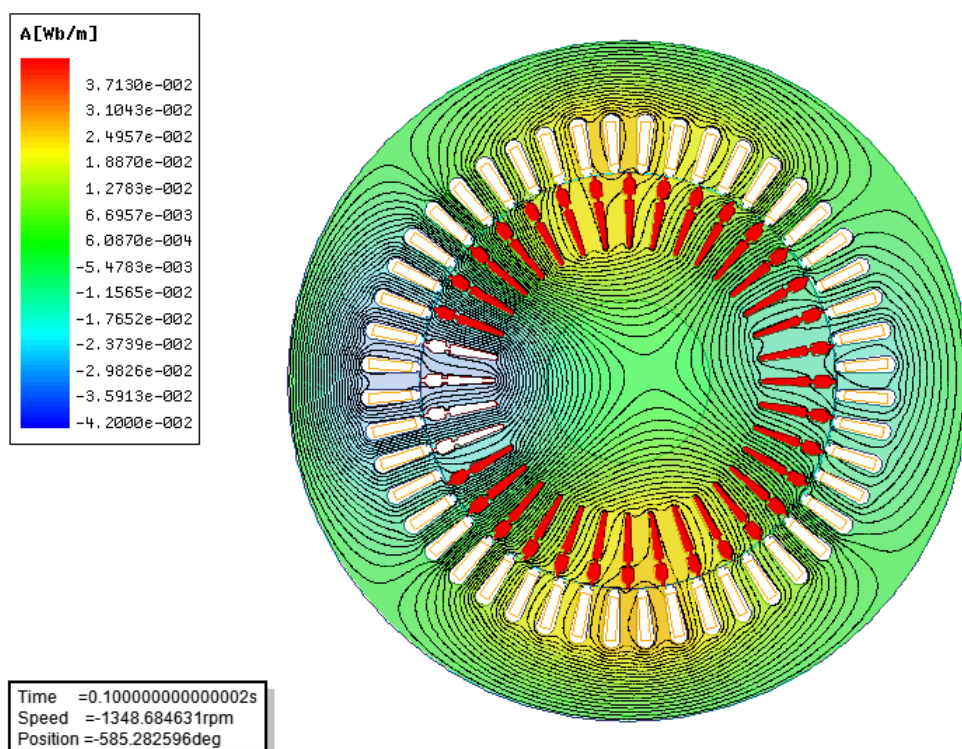 A[Wb/m]
3.7130e-002
3.1043e-002
2.4957e-002
1.8870e-002
1.2783e-002
6.6957e-003
6.0870e-004
-5.4783e-003
-1.1565e-002
-1.7652e-002
-2.3739e-002
-2.9826e-002
-3.5913e-002
-4.2000e-002
Time =0.100000000000002s
Speed =-1348.684631rpm
Position =-585.282596deg